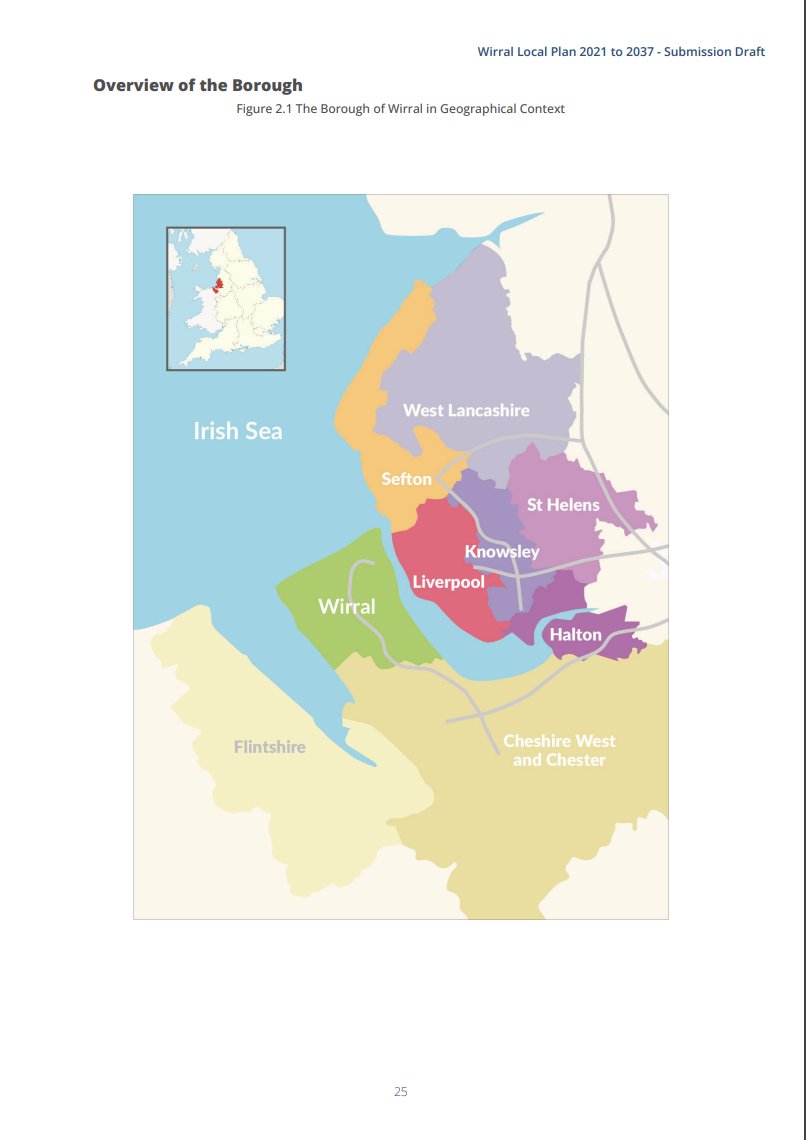 Wirral Local Plan 2021 to 2037 - Submission Draft
Overview of the Borough
Figure 2.1 The Borough of Wirral in Geographical Context
West Lancashire
Irish Sea
Sefton
St Helens
Knowsley
Liverpool
Wirral
Halton
Flintshire
Cheshire West
and Chester
25